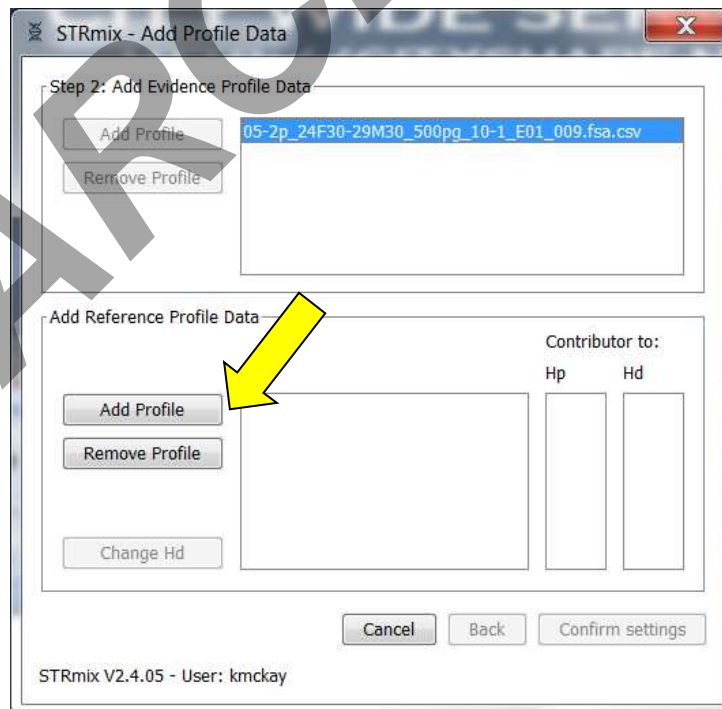 STRmix - Add Profile Data
Step 2: Add Evidence Profile Data
Add Profile
05-2p_24F30-29M30_500pg_10-1_E01_009.fsa.csv
Remove Profile
Add Reference Profile Data
Contributor to:
Hp Hd
Add Profile
Remove Profile
Change Hd
Cancel Back Confirm settings
STRmix V2.4.05 - User: kmckay